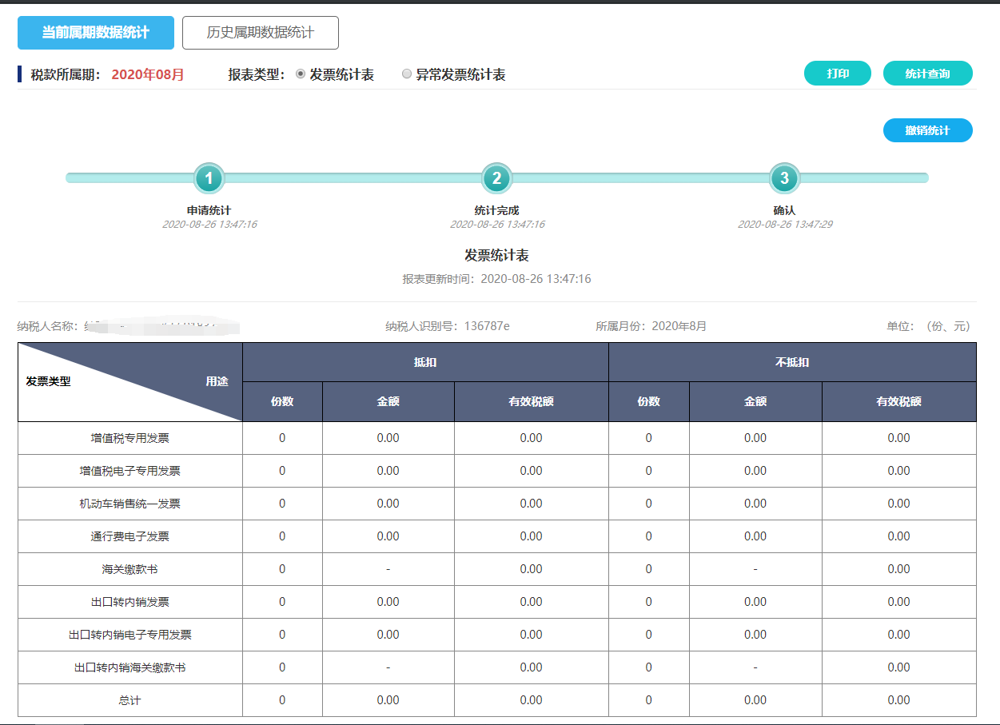 当前属期数据统计 历史属期数据统计
税款所属期： 2020年08月 报表类型： 发票统计表 异常发票统计表 打印 统计查询
撤销统计
1 2 3
申请统计 统计完成 确认
2020-08-26 13:47:16 2020-08-26 13:47:16 2020-08-26 13:47:29
发票统计表
报表更新时间：2020-08-26 13:47:16
纳税人名称： 纳税人识别号：136787e 所属月份：2020年8月 单位：（份、元）
发票类型 用途 抵扣 不抵扣
份数 金额 有效税额 份数 金额 有效税额
增值税专用发票 0 0.00 0.00 0 0.00 0.00
增值税电子专用发票 0 0.00 0.00 0 0.00 0.00
机动车销售统一发票 0 0.00 0.00 0 0.00 0.00
通行费电子发票 0 0.00 0.00 0 0.00 0.00
海关缴款书 0 - 0.00 0 - 0.00
出口转内销发票 0 0.00 0.00 0 0.00 0.00
出口转内销电子专用发票 0 0.00 0.00 0 0.00 0.00
出口转内销海关缴款书 0 - 0.00 0 - 0.00
总计 0 0.00 0.00 0 0.00 0.00